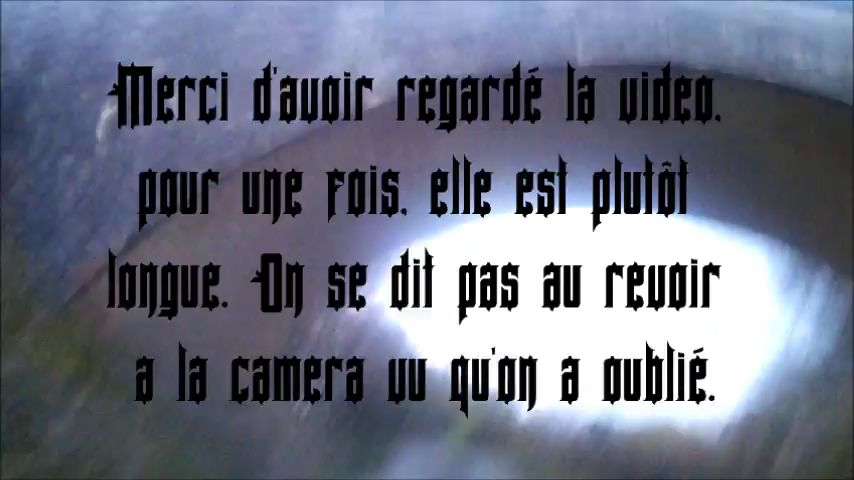 Merci d'avoir regardé la video,
pour une fois, elle est plutôt
longue. On se dit pas au revoir
a la camera vu qu'on a oublié.